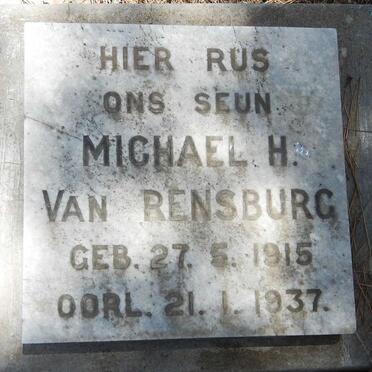 HIER RUS
ONS SEUN
MICHAEL H.
VAN RENSBURG
GEB. 27. 5. 1915
OORL. 21. 1. 1937.